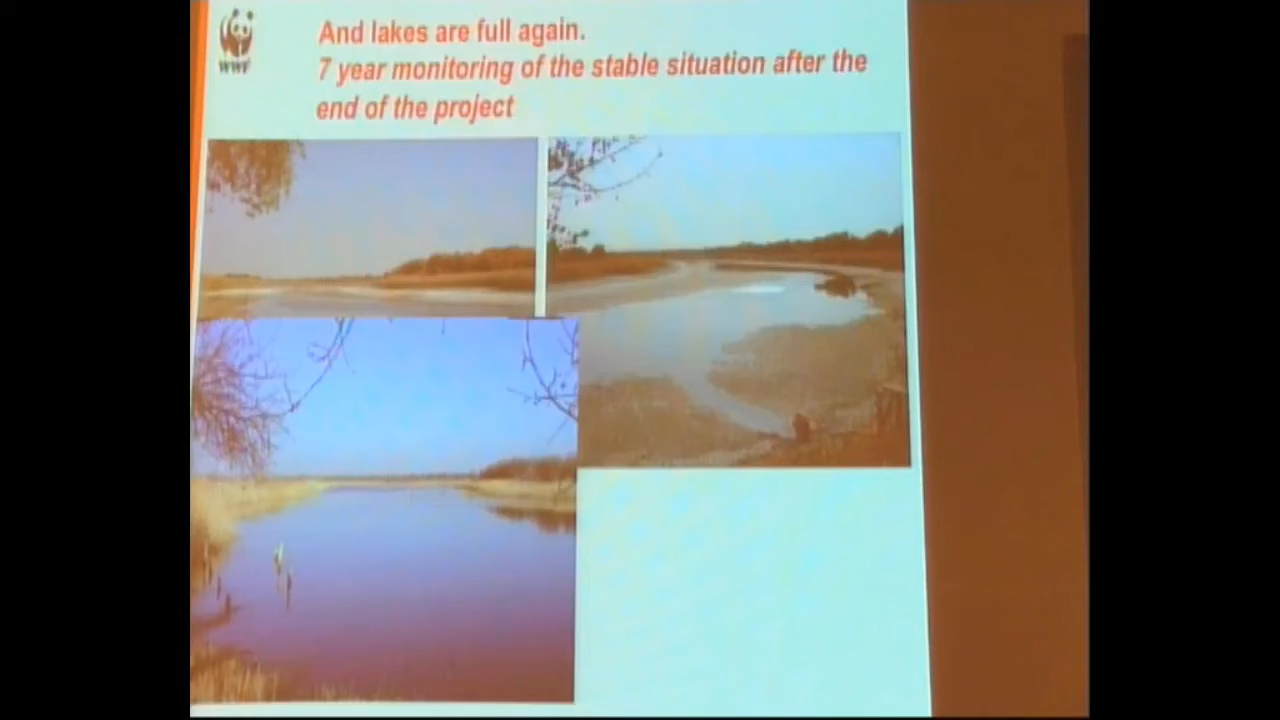 WWF
And lakes are full again.
7 year monitoring of the stable situation after the
end of the project